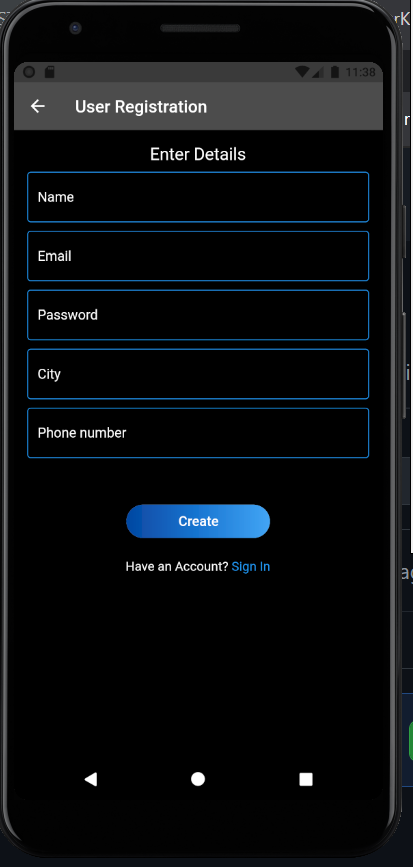 11:38
User Registration
Enter Details
Name
Email
Password
City
Phone number
Create
Have an Account? Sign In